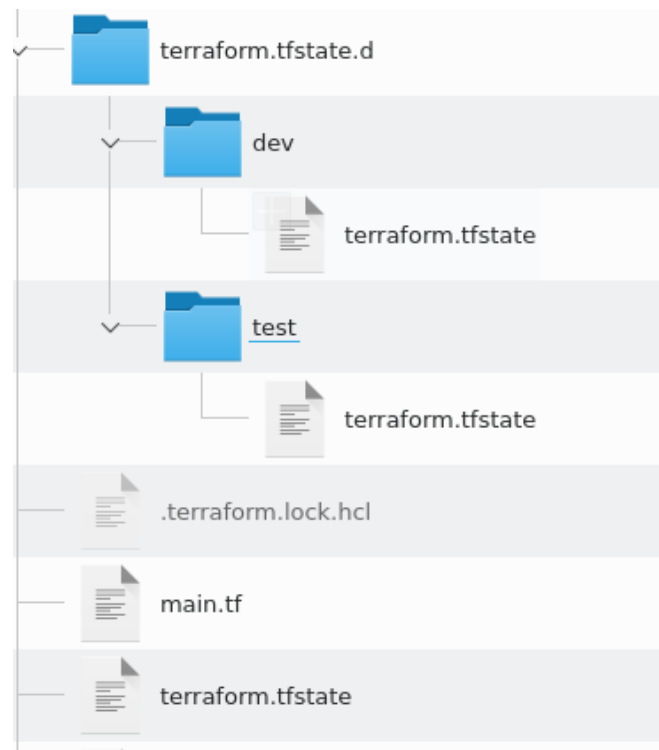 terraform.tfstate.d
dev
terraform.tfstate
test
terraform.tfstate
.terraform.lock.hcl
main.tf
terraform.tfstate